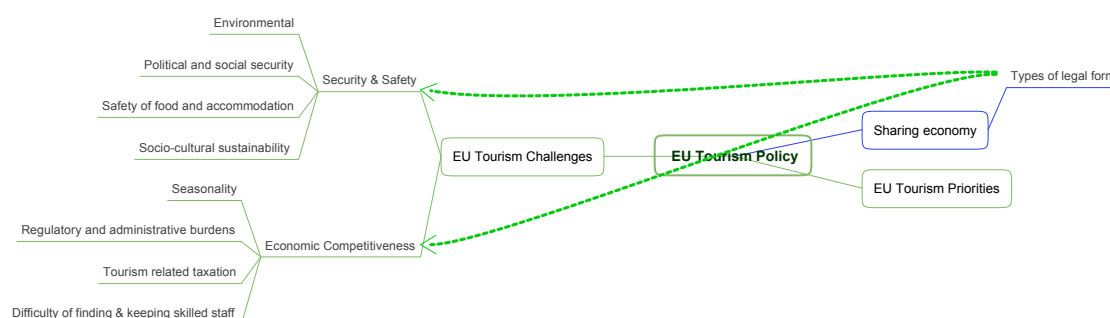 Environmental
Political and social security
Safety of food and accommodation
Socio-cultural sustainability
Security & Safety
Seasonality
Regulatory and administrative burdens
Tourism related taxation
Difficulty of finding & keeping skilled staff
Economic Competitiveness
EU Tourism Challenges
EU Tourism Policy
Types of legal form
Sharing economy
EU Tourism Priorities